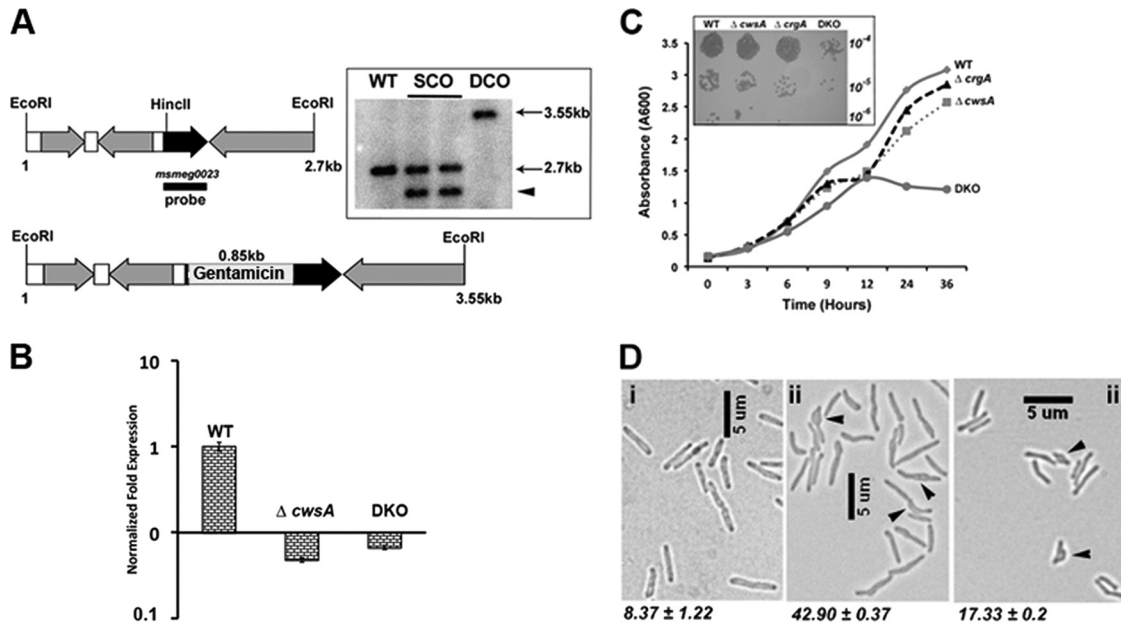 A
EcoRI
HincII
EcoRI
1
msmeg0023
2.7kb
probe
WT SCO DCO
3.55kb
2.7kb
EcoRI
EcoRI
0.85kb
Gentamicin
1
3.55kb
B
Normalized Fold Expression
10
1
0
0.1
WT
Δ cwsA
DKO
C
WT Δ cwsA Δ crgA DKO
10-4
10-5
10-6
Absorbance (A600)
3.5
3
2.5
2
1.5
1
0.5
0
0 3 6 9 12 24 36
Time (Hours)
WT
Δ crgA
Δ cwsA
DKO
D
i
5 um
ii
5 um
ii
5 um
8.37 ± 1.22
42.90 ± 0.37
17.33 ± 0.2